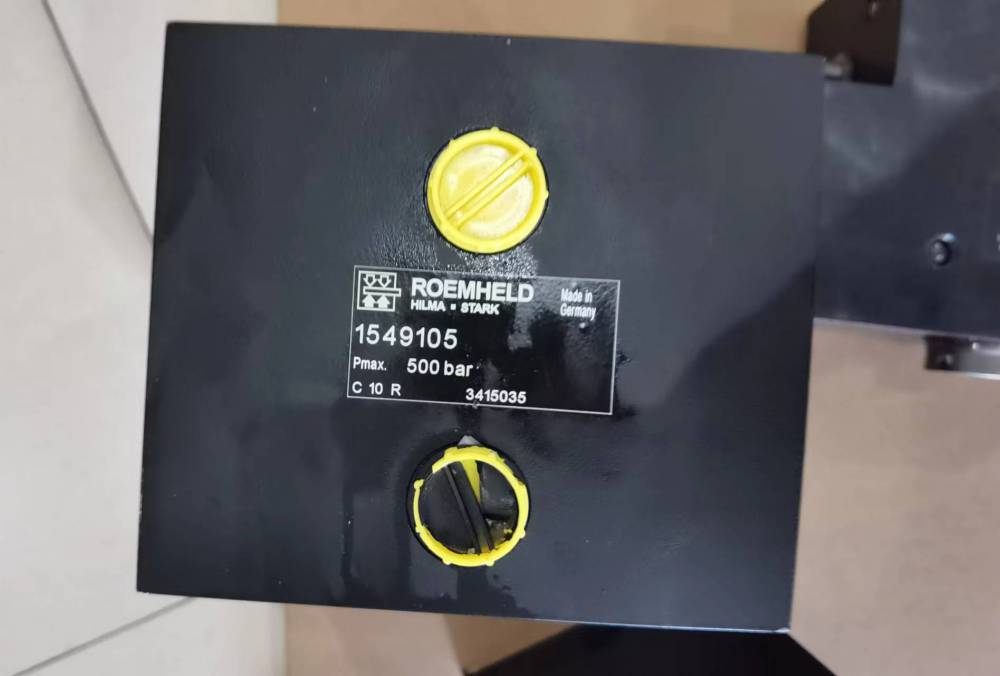 ROEMHELD
HILMA ▪ STARK
Made in
Germany
1549105
Pmax. 500 bar
C 10 R 3415035